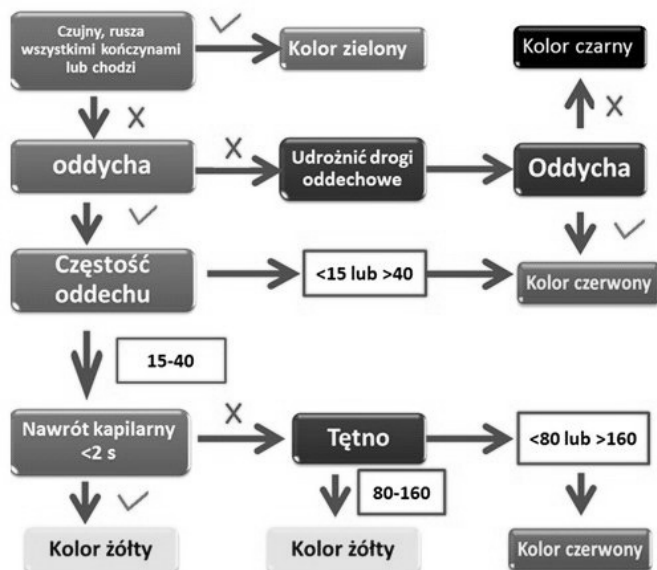 Czujny, rusza
wszystkimi kończynami
lub chodzi
Kolor zielony
Kolor czarny
oddycha
Udrożnić drogi
oddechowe
Oddycha
Częstość
oddechu
<15 lub >40
Kolor czerwony
15-40
Nawrót kapilarny
<2 s
Tętno
<80 lub >160
80-160
Kolor żółty
Kolor żółty
Kolor czerwony